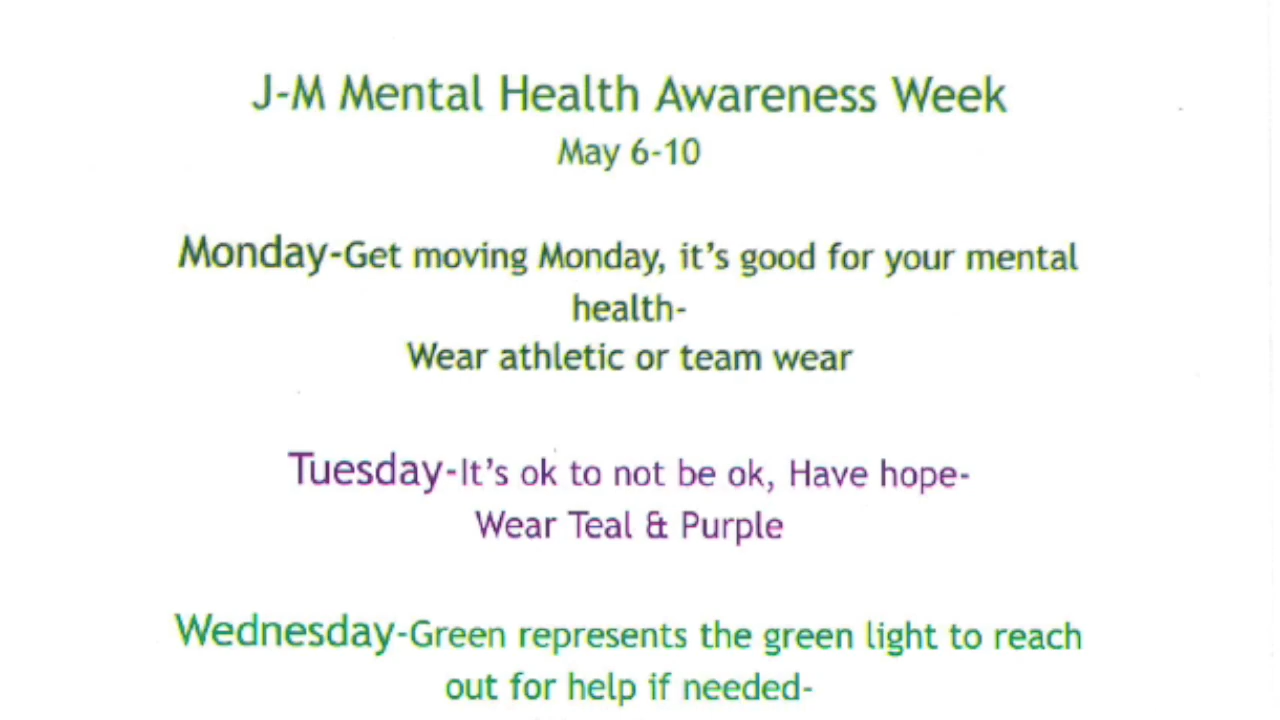 J-M Mental Health Awareness Week
May 6-10
Monday-Get moving Monday, it's good for your mental
health-
Wear athletic or team wear
Tuesday-It's ok to not be ok, Have hope-
Wear Teal & Purple
Wednesday-Green represents the green light to reach
out for help if needed-